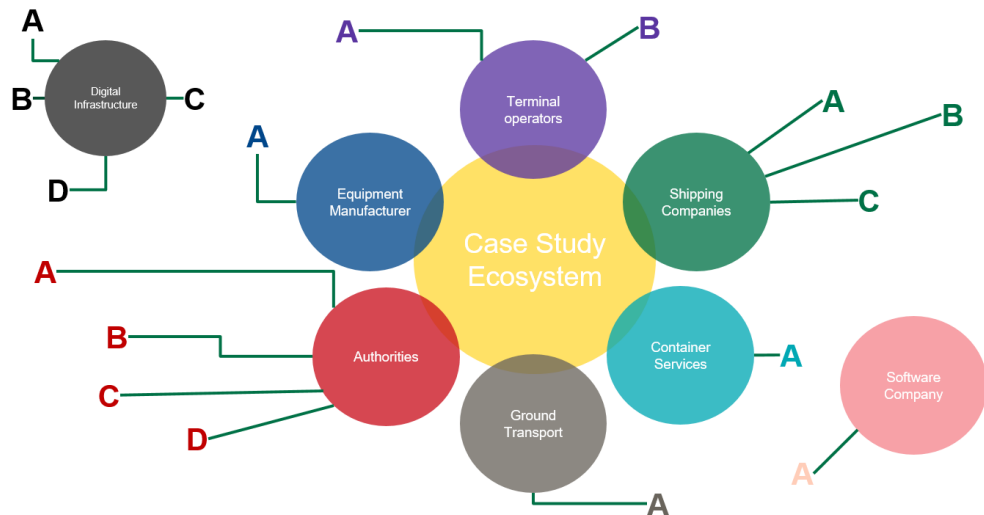 A
B
C
D
Digital
Infrastructure
A
B
Terminal
operators
A
Equipment
Manufacturer
A
B
C
Shipping
Companies
Case Study
Ecosystem
A
B
C
D
Authorities
Container
Services
A
Ground
Transport
A
Software
Company
A